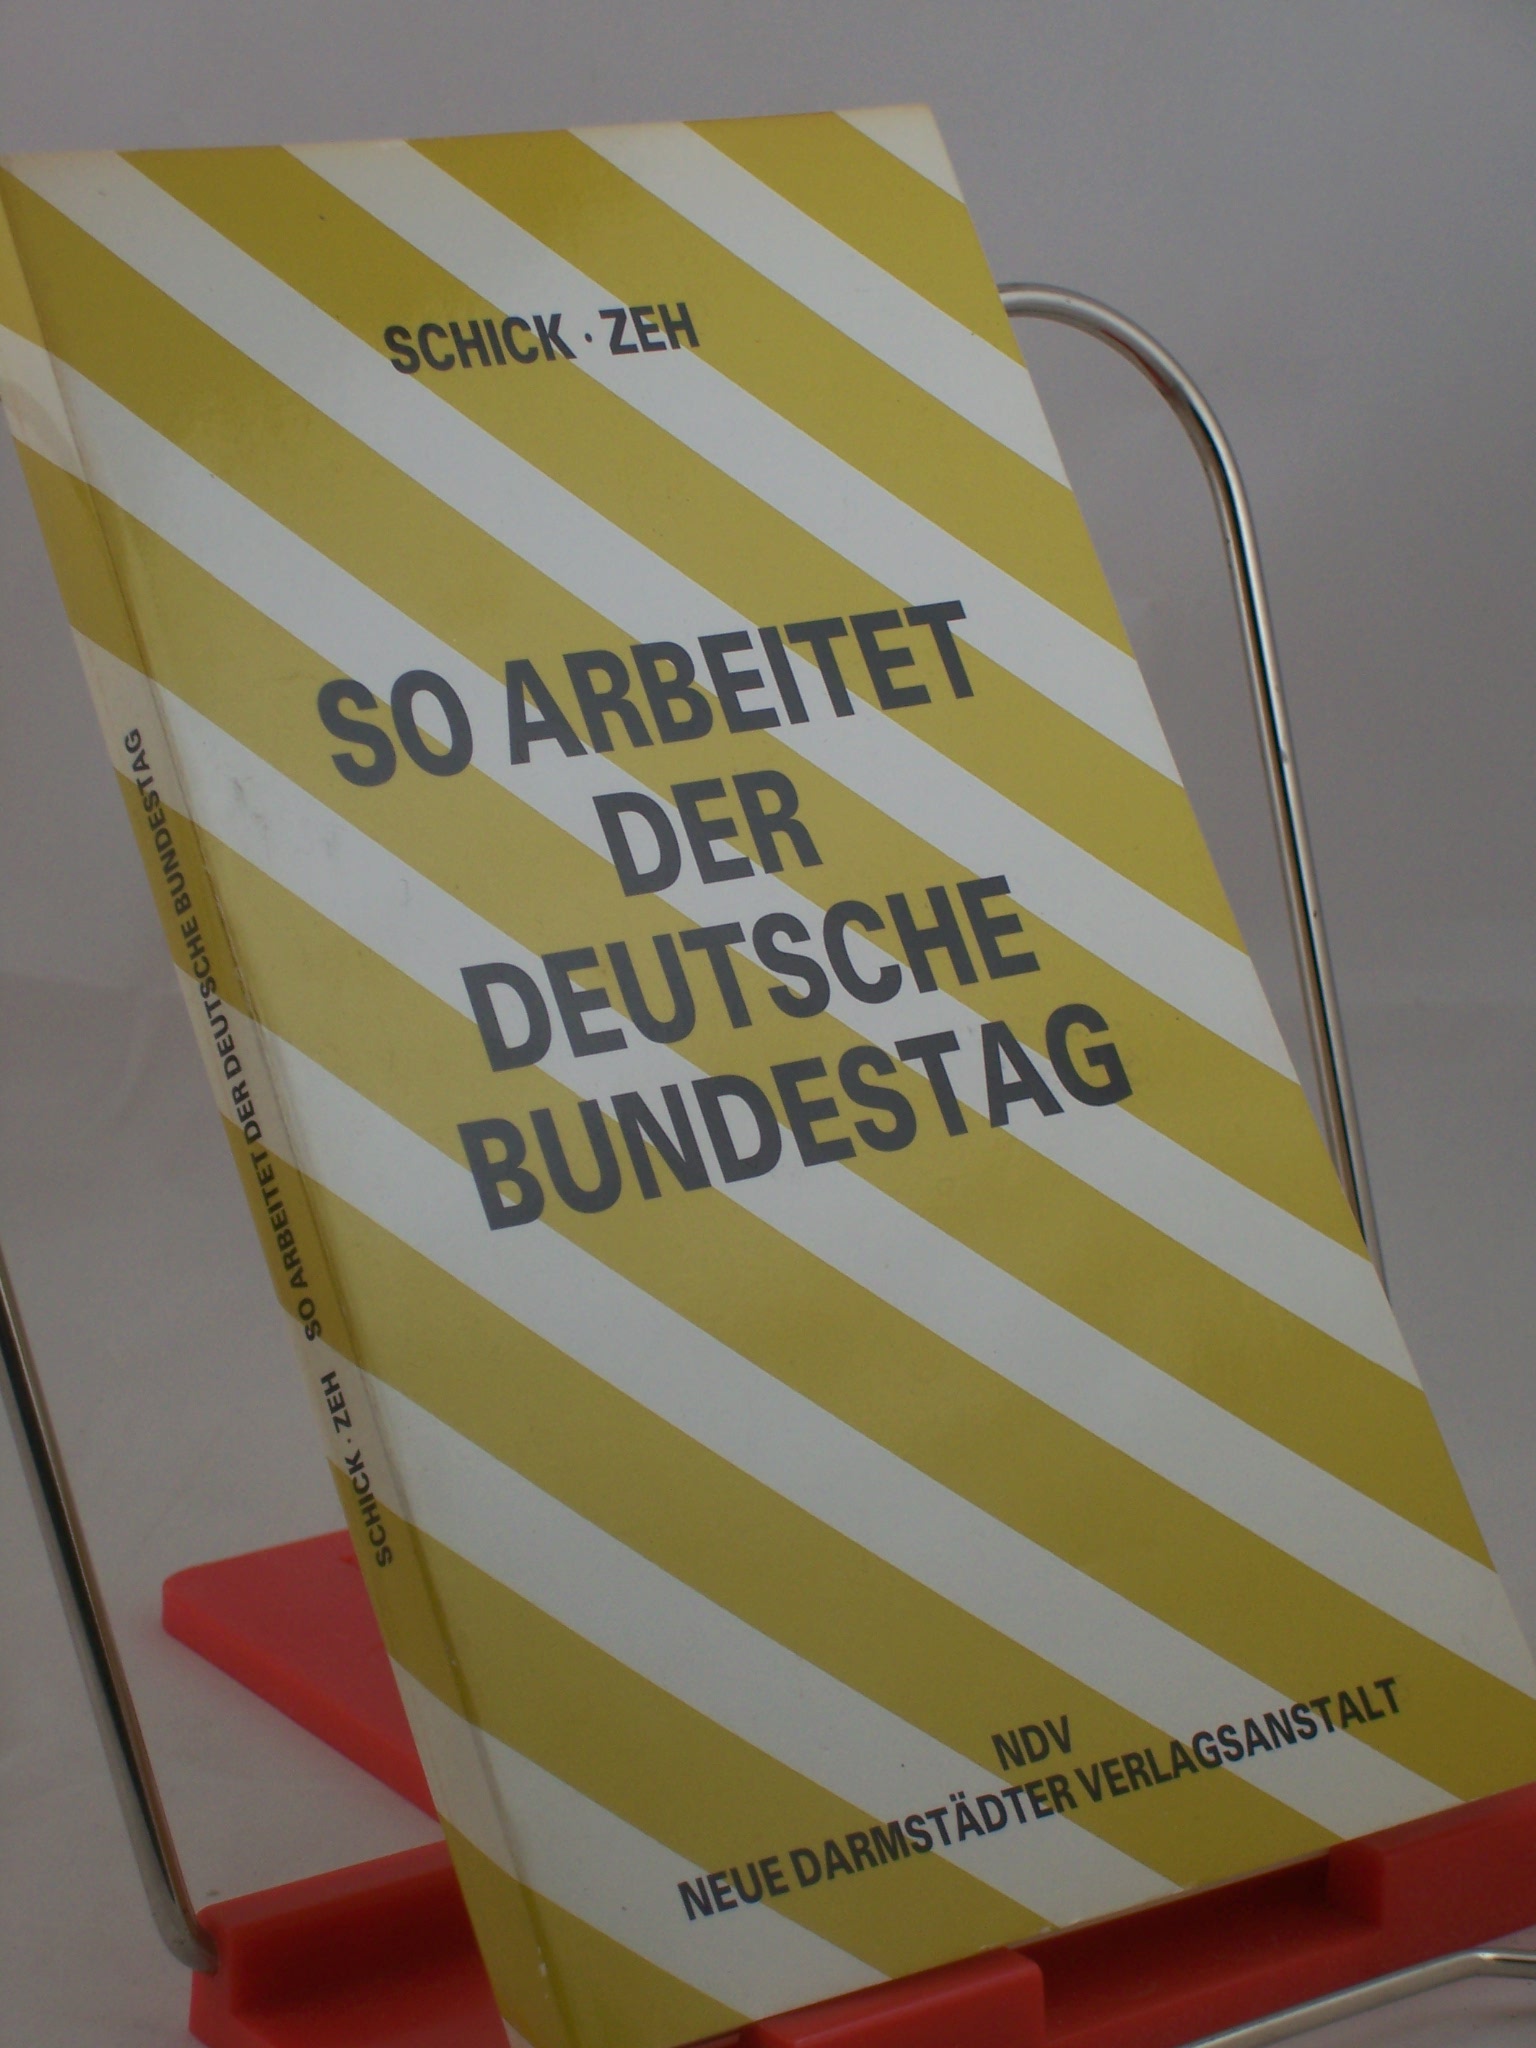 SCHICK · ZEH
SO ARBEITET
DER
DEUTSCHE
BUNDESTAG
NDV
NEUE DARMSTÄDTER VERLAGSANSTALT
SCHICK · ZEH SO ARBEITET DER DEUTSCHE BUNDESTAG